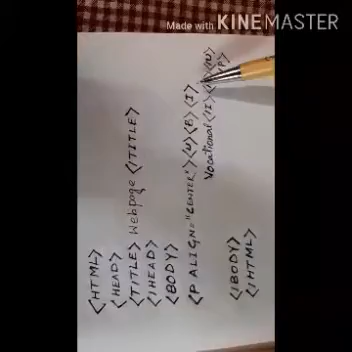 Made with KINEMASTER
<HTML>
<HEAD>
<TITLE> Webpage </TITLE>
</HEAD>
<BODY>
<P ALIGN="CENTER"> <U> <B> <I>
Vocational </I> </U>
</P>
</BODY>
</HTML>